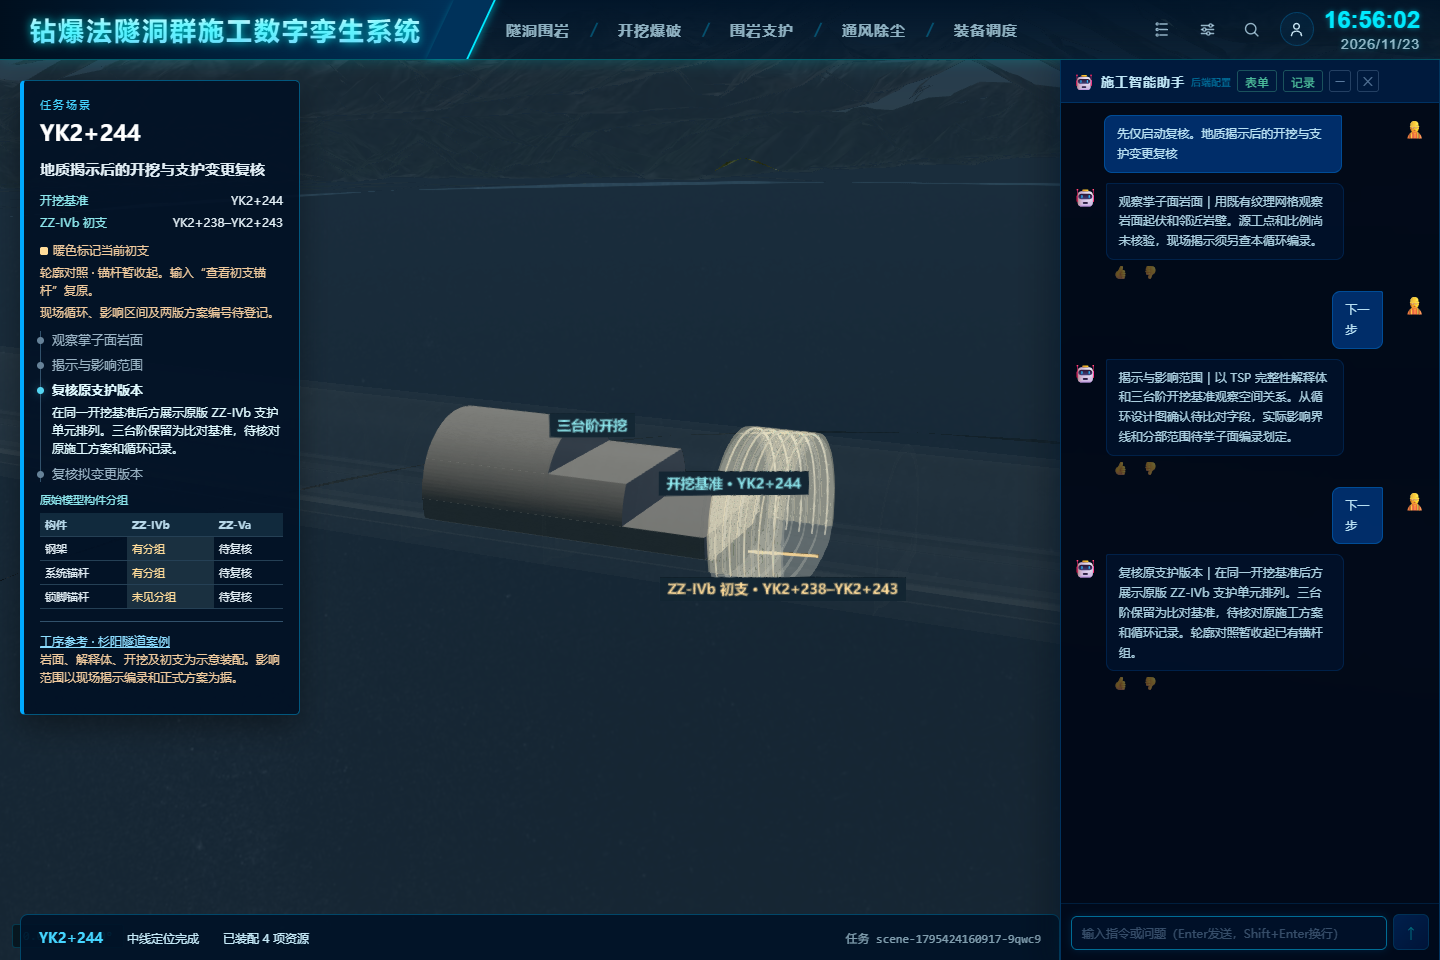 钻爆法隧洞群施工数字孪生系统
隧洞围岩 / 开挖爆破 / 围岩支护 / 通风除尘 / 装备调度
16:56:02
2026/11/23
任务场景
YK2+244
地质揭示后的开挖与支护变更复核
开挖基准 YK2+244
ZZ-IVb 初支 YK2+238–YK2+243
暖色标记当前初支
轮廓对照 · 锚杆暂收起。输入“查看初支锚
杆”复原。
现场循环、影响区间及两版方案编号待登记。
观察掌子面岩面
揭示与影响范围
复核原支护版本
在同一开挖基准后方展示原版 ZZ-IVb 支护
单元排列。三台阶保留为比对基准，待核对
原施工方案和循环记录。
复核拟变更版本
原始模型构件分组
构件 ZZ-IVb ZZ-Va
钢架 有分组 待复核
系统锚杆 有分组 待复核
锁脚锚杆 未见分组 待复核
工序参考 · 杉阳隧道案例
岩面、解释体、开挖及初支为示意装配。影响
范围以现场揭示编录和正式方案为据。
三台阶开挖
开挖基准 • YK2+244
ZZ-IVb 初支 • YK2+238–YK2+243
YK2+244 中线定位完成 已装配 4 项资源
任务 scene-1795424160917-9qwc9
施工智能助手 后端配置 表单 记录
先仅启动复核。地质揭示后的开挖与支
护变更复核
观察掌子面岩面 | 用既有纹理网格观察
岩面起伏和邻近岩壁。源工点和比例尚
未核验，现场揭示须另查本循环编录。
下一
步
揭示与影响范围 | 以 TSP 完整性解释体
和三台阶开挖基准观察空间关系。从循
环设计图确认待比对字段，实际影响界
线和分部范围待掌子面编录划定。
下一
步
复核原支护版本 | 在同一开挖基准后方
展示原版 ZZ-IVb 支护单元排列。三台
阶保留为比对基准，待核对原施工方案
和循环记录。轮廓对照暂收起已有锚杆
组。
输入指令或问题（Enter发送，Shift+Enter换行）